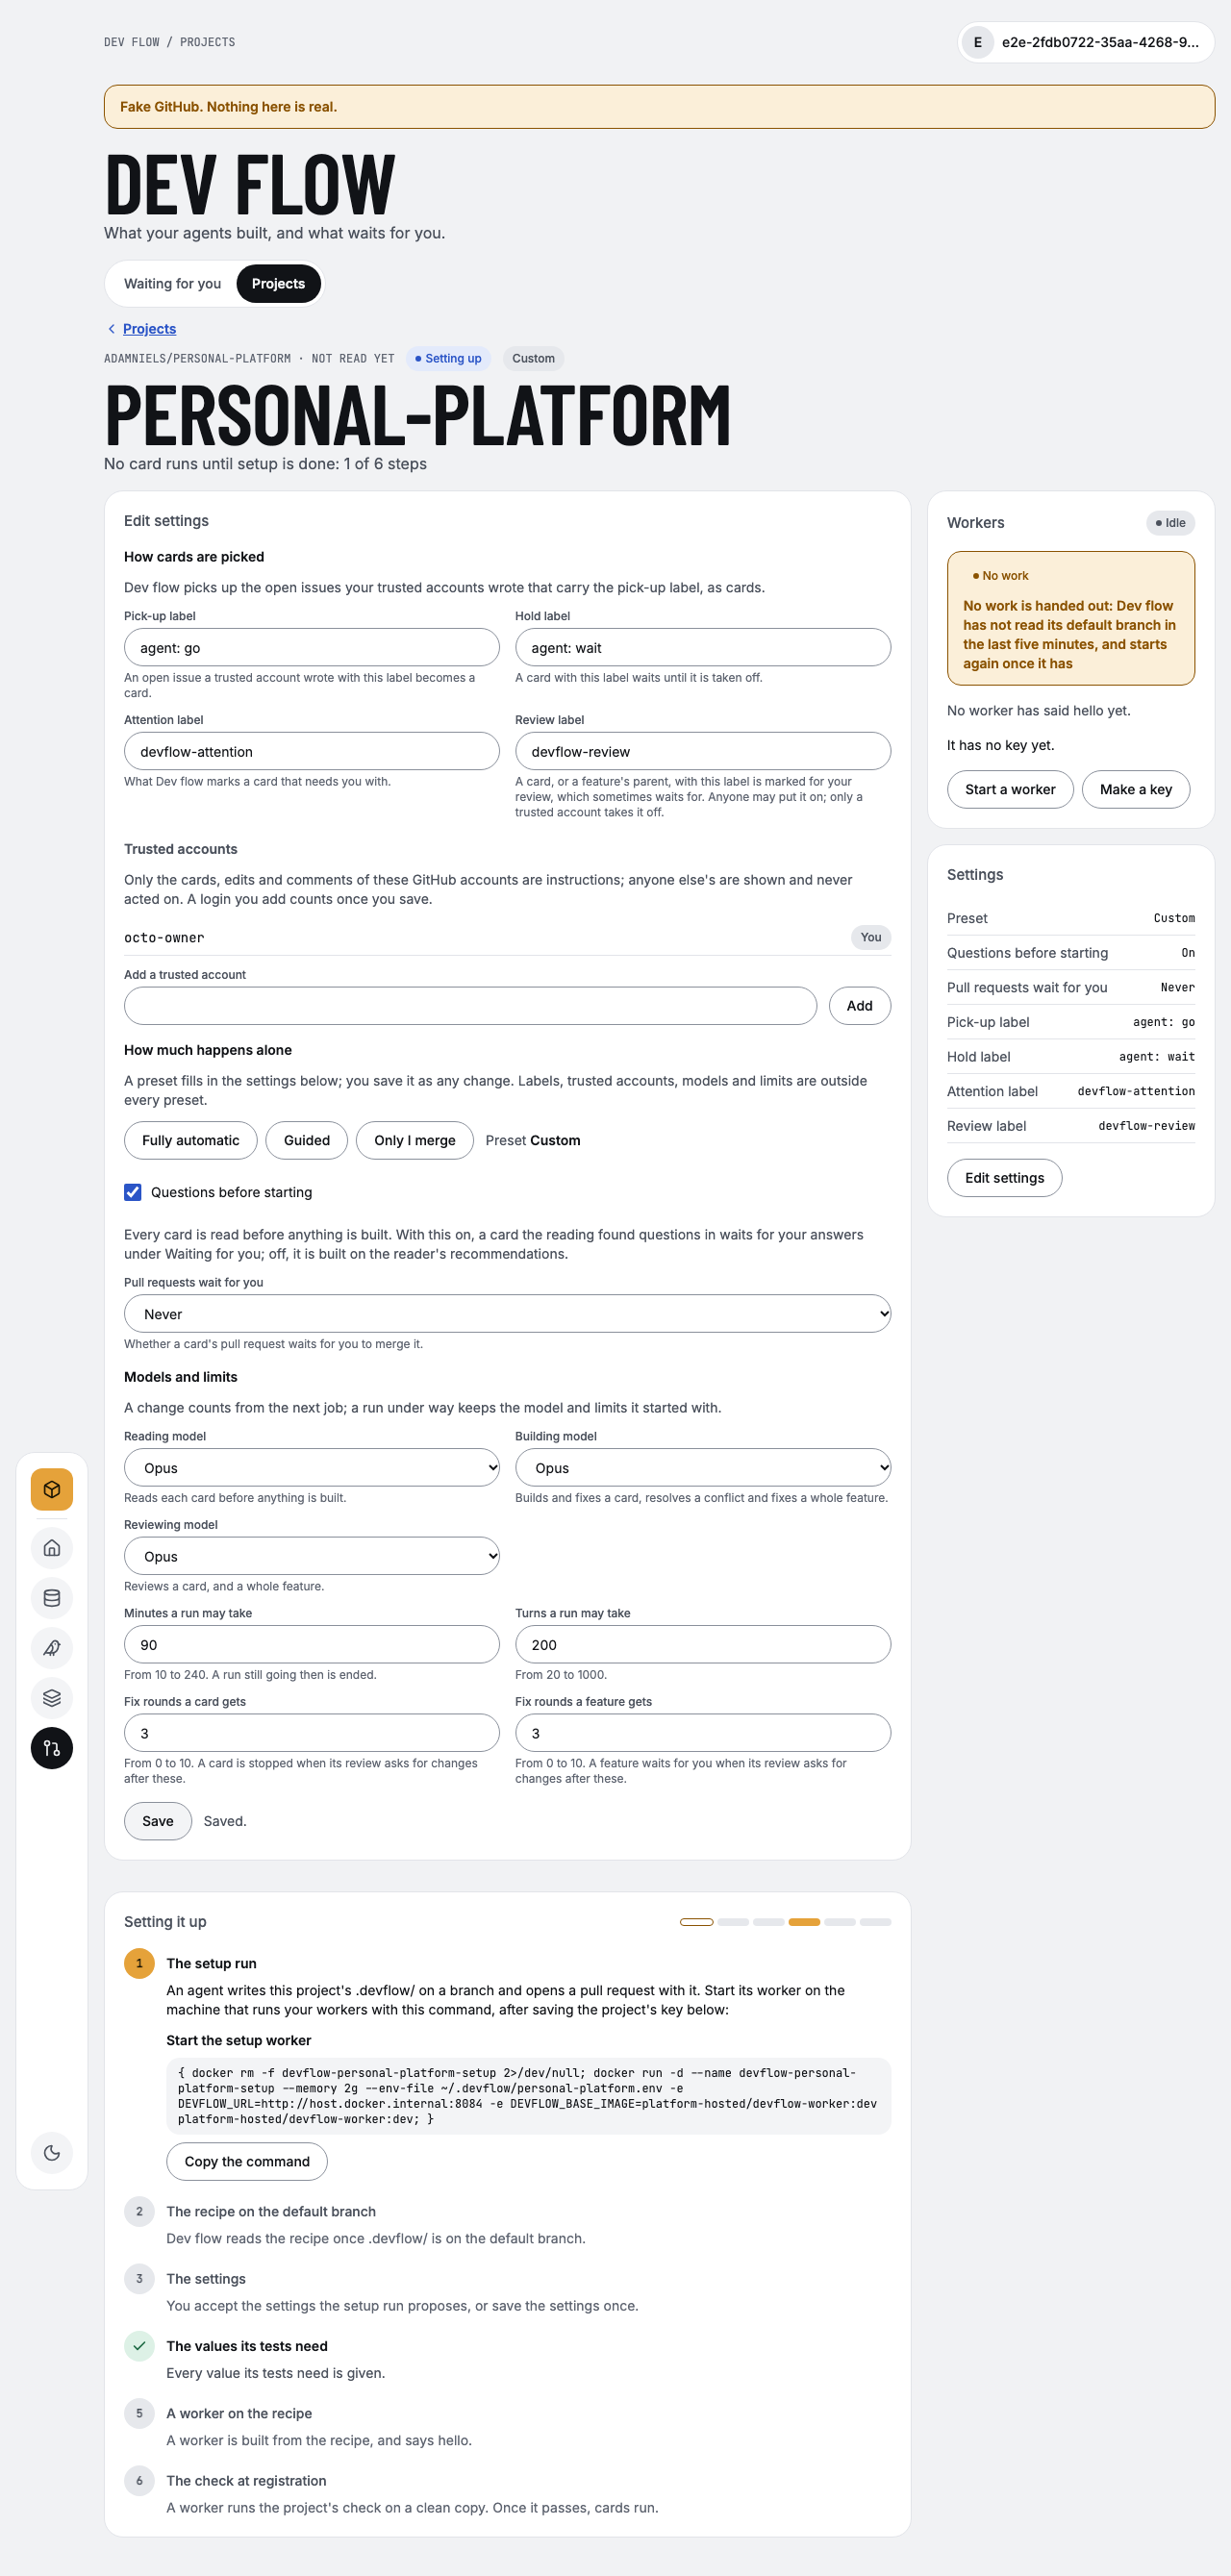 DEV FLOW / PROJECTS
E
e2e-2fdb0722-35aa-4268-9...
Fake GitHub. Nothing here is real.
DEV FLOW
What your agents built, and what waits for you.
Waiting for you
Projects
Projects
ADAMNIELS/PERSONAL-PLATFORM · NOT READ YET
Setting up
Custom
PERSONAL-PLATFORM
No card runs until setup is done: 1 of 6 steps
Edit settings
How cards are picked
Dev flow picks up the open issues your trusted accounts wrote that carry the pick-up label, as cards.
Pick-up label
agent: go
An open issue a trusted account wrote with this label becomes a
card.
Hold label
agent: wait
A card with this label waits until it is taken off.
Attention label
devflow-attention
What Dev flow marks a card that needs you with.
Review label
devflow-review
A card, or a feature's parent, with this label is marked for your
review, which sometimes waits for. Anyone may put it on; only a
trusted account takes it off.
Trusted accounts
Only the cards, edits and comments of these GitHub accounts are instructions; anyone else's are shown and never
acted on. A login you add counts once you save.
octo-owner
You
Add a trusted account
Add
How much happens alone
A preset fills in the settings below; you save it as any change. Labels, trusted accounts, models and limits are outside
every preset.
Fully automatic
Guided
Only I merge
Preset Custom
Questions before starting
Every card is read before anything is built. With this on, a card the reading found questions in waits for your answers
under Waiting for you; off, it is built on the reader's recommendations.
Pull requests wait for you
Never
Whether a card's pull request waits for you to merge it.
Models and limits
A change counts from the next job; a run under way keeps the model and limits it started with.
Reading model
Opus
Reads each card before anything is built.
Building model
Opus
Builds and fixes a card, resolves a conflict and fixes a whole feature.
Reviewing model
Opus
Reviews a card, and a whole feature.
Minutes a run may take
90
From 10 to 240. A run still going then is ended.
Turns a run may take
200
From 20 to 1000.
Fix rounds a card gets
3
From 0 to 10. A card is stopped when its review asks for changes
after these.
Fix rounds a feature gets
3
From 0 to 10. A feature waits for you when its review asks for
changes after these.
Save
Saved.
Workers
Idle
No work
No work is handed out: Dev flow
has not read its default branch in
the last five minutes, and starts
again once it has
No worker has said hello yet.
It has no key yet.
Start a worker
Make a key
Settings
Preset
Custom
Questions before starting
On
Pull requests wait for you
Never
Pick-up label
agent: go
Hold label
agent: wait
Attention label
devflow-attention
Review label
devflow-review
Edit settings
Setting it up
1
The setup run
An agent writes this project's .devflow/ on a branch and opens a pull request with it. Start its worker on the
machine that runs your workers with this command, after saving the project's key below:
Start the setup worker
{ docker rm -f devflow-personal-platform-setup 2>/dev/null; docker run -d --name devflow-personal-
platform-setup --memory 2g --env-file ~/.devflow/personal-platform.env -e
DEVFLOW_URL=http://host.docker.internal:8084 -e DEVFLOW_BASE_IMAGE=platform-hosted/devflow-worker:dev
platform-hosted/devflow-worker:dev; }
Copy the command
2
The recipe on the default branch
Dev flow reads the recipe once .devflow/ is on the default branch.
3
The settings
You accept the settings the setup run proposes, or save the settings once.
The values its tests need
Every value its tests need is given.
5
A worker on the recipe
A worker is built from the recipe, and says hello.
6
The check at registration
A worker runs the project's check on a clean copy. Once it passes, cards run.